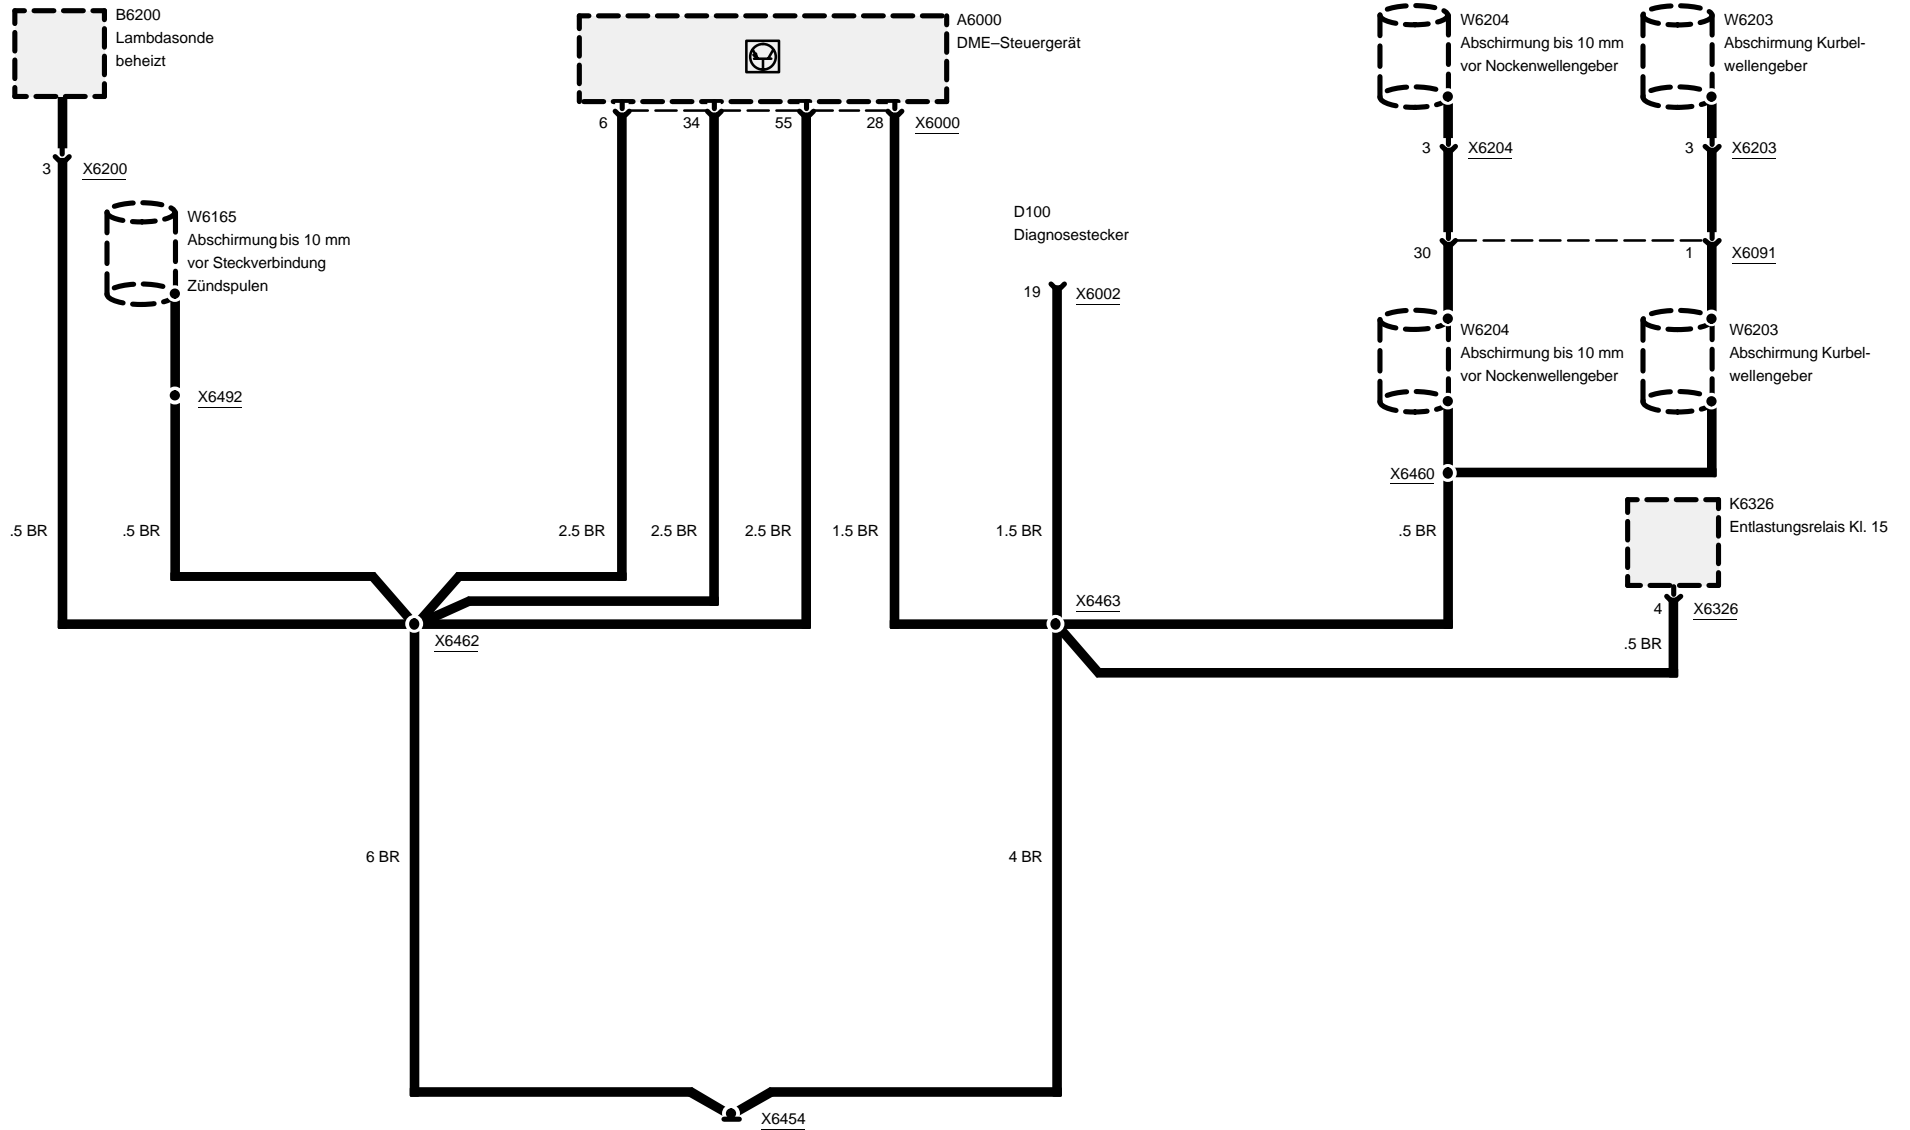 B6200
Lambdasonde
beheizt
A6000
DME–Steuergerät
W6204
Abschirmung bis 10 mm
vor Nockenwellengeber
W6203
Abschirmung Kurbel-
wellengeber
6
34
55
28
X6000
3
X6204
3
X6203
3
X6200
W6165
Abschirmung bis 10 mm
vor Steckverbindung
Zündspulen
D100
Diagnosestecker
30
1
X6091
19
X6002
W6204
Abschirmung bis 10 mm
vor Nockenwellengeber
W6203
Abschirmung Kurbel-
wellengeber
X6492
X6460
K6326
Entlastungsrelais Kl. 15
.5 BR
.5 BR
2.5 BR
2.5 BR
2.5 BR
1.5 BR
1.5 BR
.5 BR
X6463
4
X6326
X6462
.5 BR
6 BR
4 BR
X6454